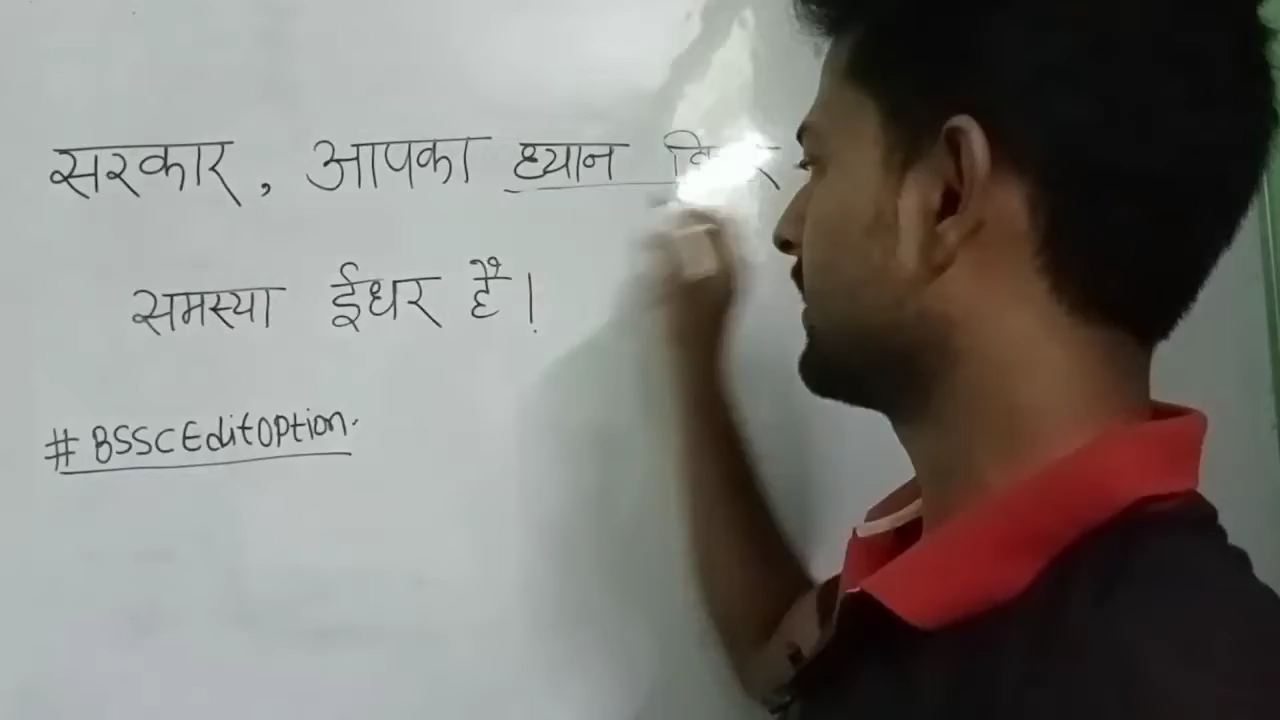 सरकार, आपका ध्यान
समस्या ईधर है।
#BSSCEditOption.